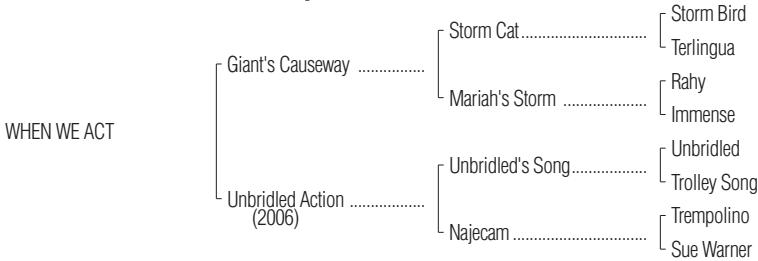 Storm Bird
Storm Cat..............................
Terlingua
Giant's Causeway ................
Rahy
Mariah's Storm ....................
Immense
WHEN WE ACT
Unbridled
Unbridled's Song..................
Trolley Song
Unbridled Action ..................
(2006)
Trempolino
Najecam ................................
Sue Warner